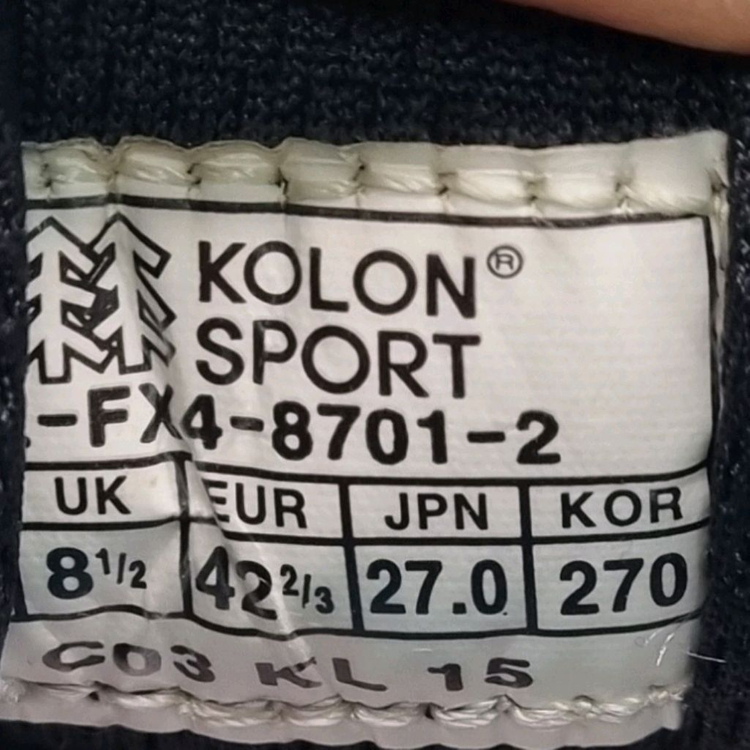 KOLON®
SPORT
-FX4-8701-2
UK EUR JPN KOR
8 1/2 42 2/3 27.0 270
C03 KL 15